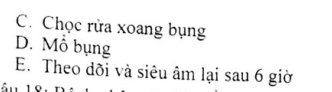 C. Chọc rửa xoang bụng
D. Mổ bụng
E. Theo dõi và siêu âm lại sau 6 giờ